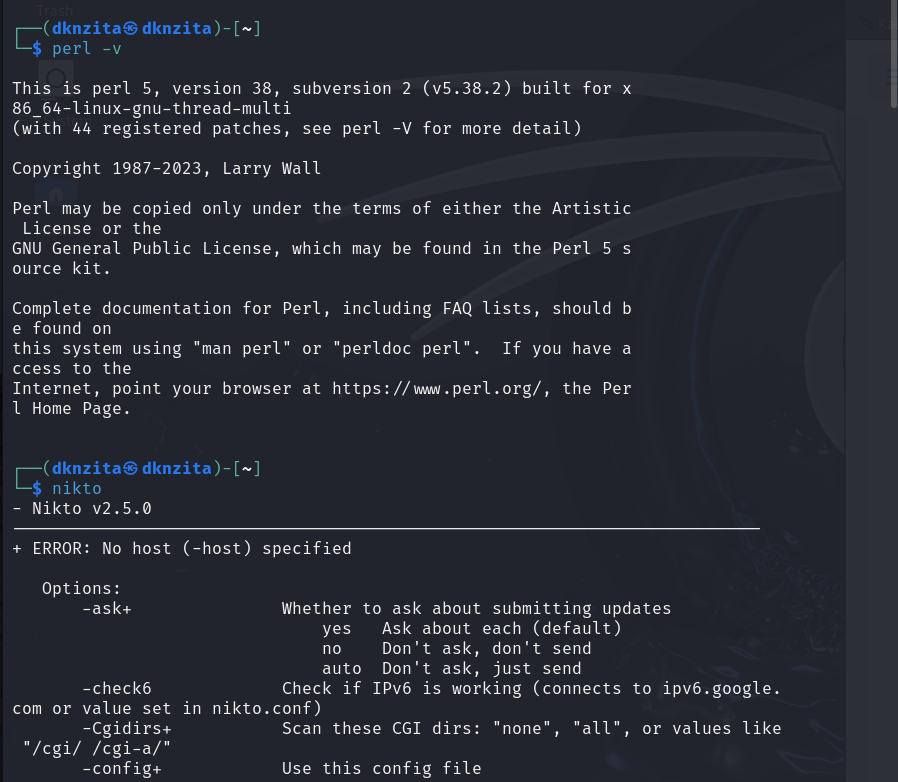 Trash
┌──(dknzita㉿dknzita)-[~]
└─$ perl -v
This is perl 5, version 38, subversion 2 (v5.38.2) built for x
86_64-linux-gnu-thread-multi
(with 44 registered patches, see perl -V for more detail)
Copyright 1987-2023, Larry Wall
Perl may be copied only under the terms of either the Artistic
 License or the
GNU General Public License, which may be found in the Perl 5 s
ource kit.
Complete documentation for Perl, including FAQ lists, should b
e found on
this system using "man perl" or "perldoc perl".  If you have a
ccess to the
Internet, point your browser at https://www.perl.org/, the Per
l Home Page.
┌──(dknzita㉿dknzita)-[~]
└─$ nikto
- Nikto v2.5.0
+ ERROR: No host (-host) specified
   Options:
       -ask+               Whether to ask about submitting updates
                               yes   Ask about each (default)
                               no    Don't ask, don't send
                               auto  Don't ask, just send
       -check6             Check if IPv6 is working (connects to ipv6.google.
com or value set in nikto.conf)
       -Cgidirs+           Scan these CGI dirs: "none", "all", or values like
 "/cgi/ /cgi-a/"
       -config+            Use this config file